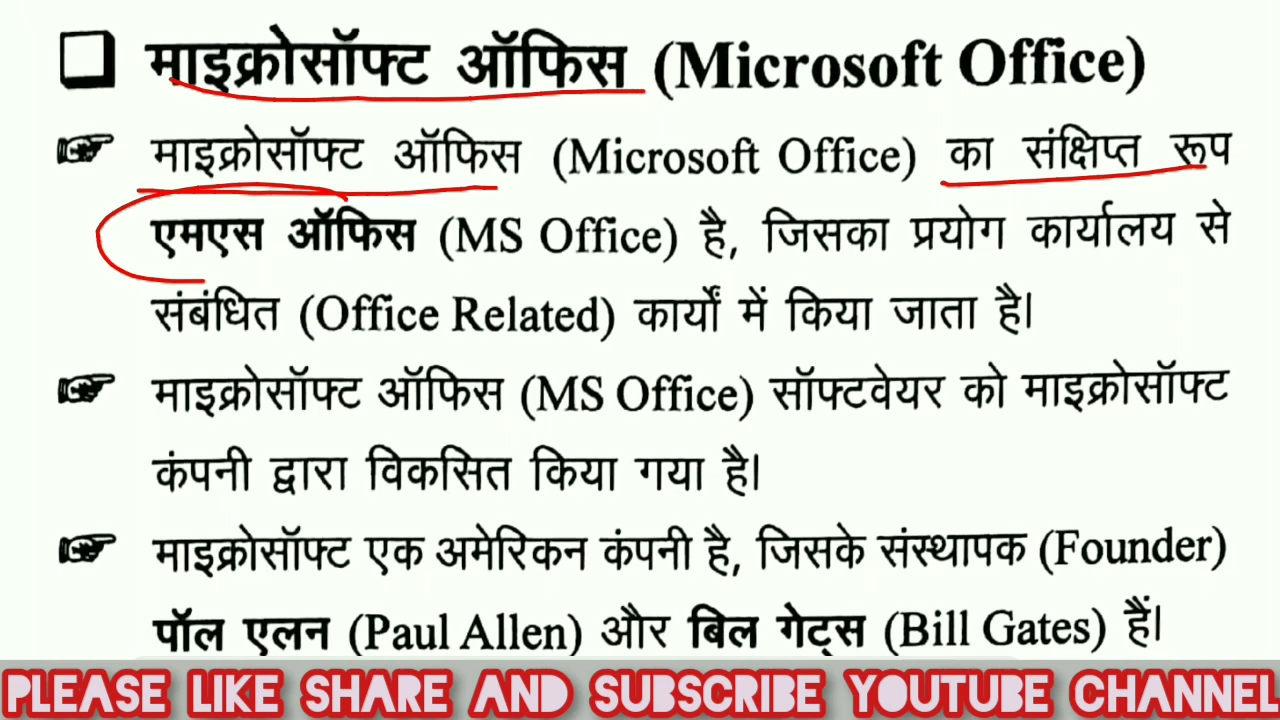 ❑ माइक्रोसॉफ्ट ऑफिस (Microsoft Office)
☞ माइक्रोसॉफ्ट ऑफिस (Microsoft Office) का संक्षिप्त रूप
एमएस ऑफिस (MS Office) है, जिसका प्रयोग कार्यालय से
संबंधित (Office Related) कार्यों में किया जाता है।
☞ माइक्रोसॉफ्ट ऑफिस (MS Office) सॉफ्टवेयर को माइक्रोसॉफ्ट
कंपनी द्वारा विकसित किया गया है।
☞ माइक्रोसॉफ्ट एक अमेरिकन कंपनी है, जिसके संस्थापक (Founder)
पॉल एलन (Paul Allen) और बिल गेट्स (Bill Gates) हैं।
PLEASE LIKE SHARE AND SUBSCRIBE YOUTUBE CHANNEL